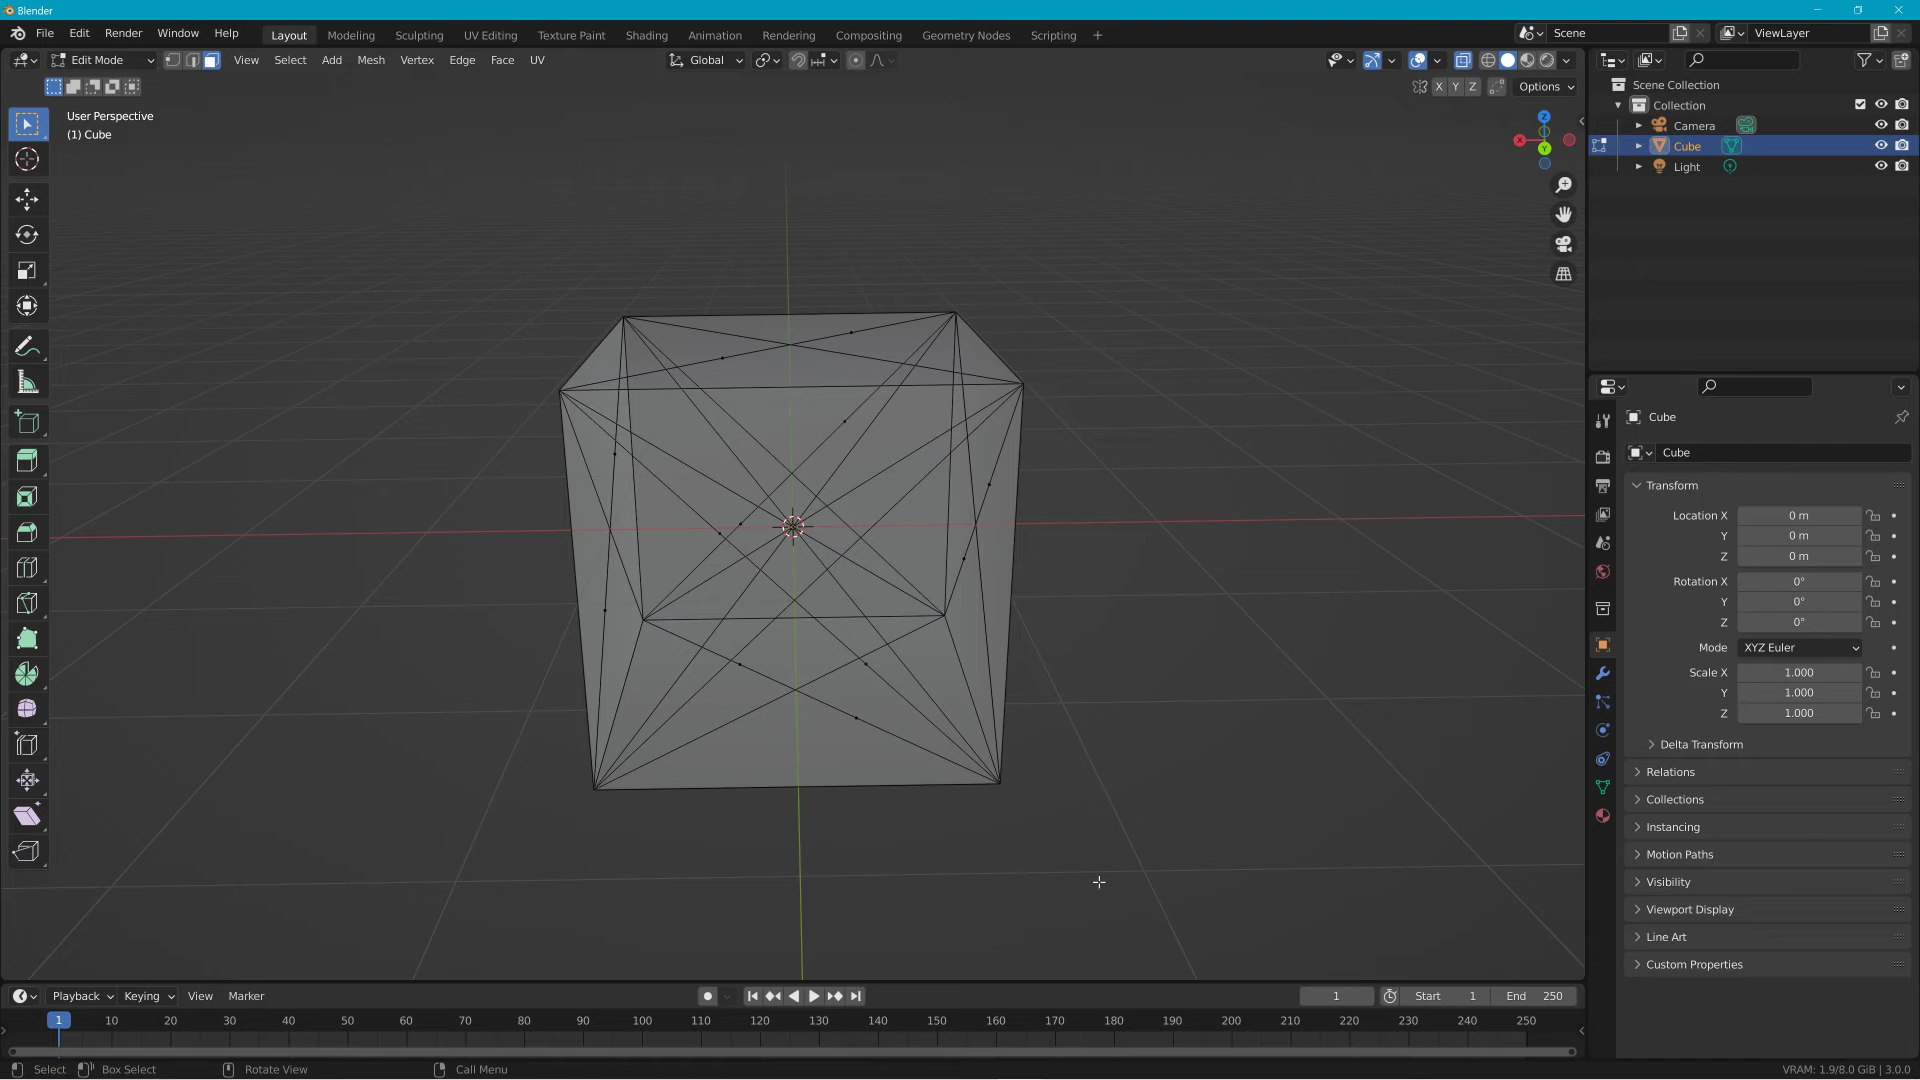 Blender
File Edit Render Window Help
Layout Modeling Sculpting UV Editing Texture Paint Shading Animation Rendering Compositing Geometry Nodes Scripting +
Scene
ViewLayer
Edit Mode
View Select Add Mesh Vertex Edge Face UV
Global
X Y Z
Options
User Perspective
(1) Cube
Z
X
Y
Scene Collection
Collection
Camera
Cube
Light
Cube
Cube
Transform
Location X 0 m
Y 0 m
Z 0 m
Rotation X 0°
Y 0°
Z 0°
Mode XYZ Euler
Scale X 1.000
Y 1.000
Z 1.000
Delta Transform
Relations
Collections
Instancing
Motion Paths
Visibility
Viewport Display
Line Art
Custom Properties
Playback Keying View Marker
1 Start 1 End 250
1 10 20 30 40 50 60 70 80 90 100 110 120 130 140 150 160 170 180 190 200 210 220 230 240 250
Select Box Select Rotate View Call Menu
VRAM: 1.9/8.0 GiB | 3.0.0